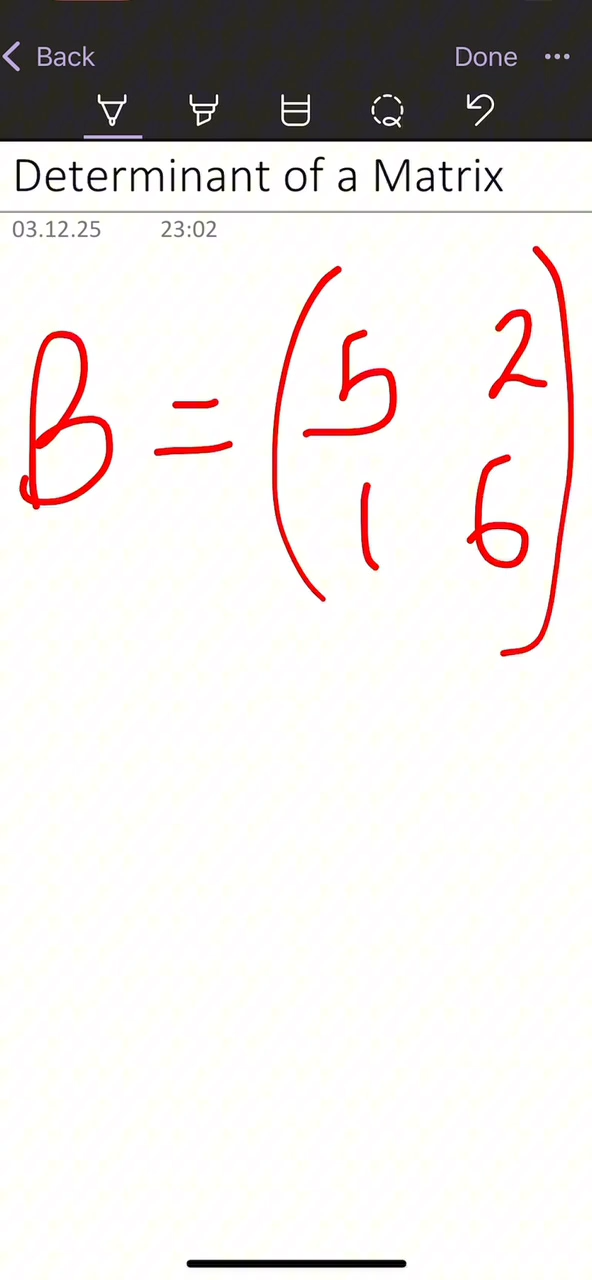 Back Done
Determinant of a Matrix
03.12.25 23:02
B = (5 2
1 6)